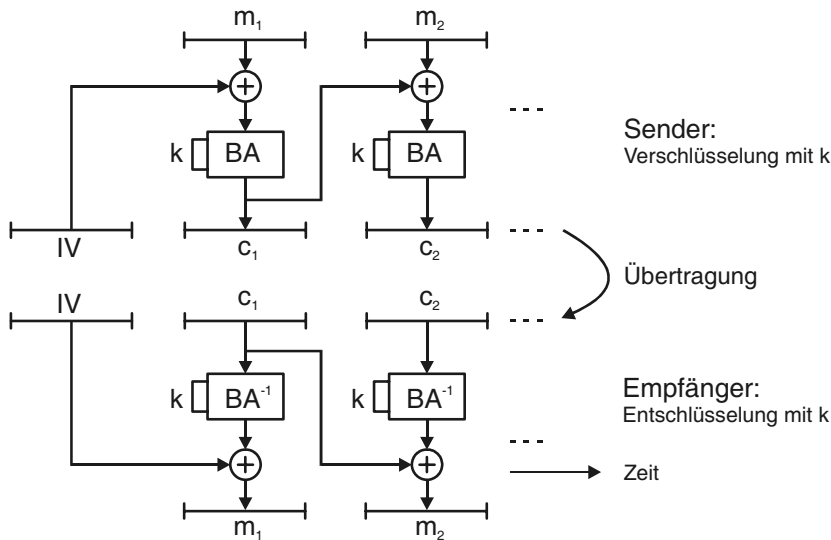 m₁ m₂
k BA k BA
Sender:
Verschlüsselung mit k
IV c₁ c₂
Übertragung
IV c₁ c₂
k BA⁻¹ k BA⁻¹
Empfänger:
Entschlüsselung mit k
Zeit
m₁ m₂